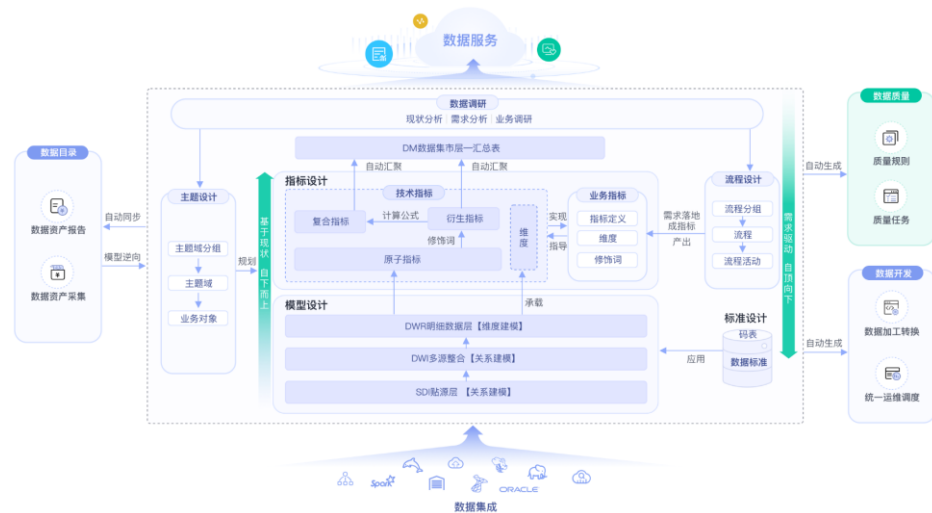 数据服务
数据调研
现状分析 | 需求分析 | 业务调研
DM数据集市层—汇总表
自动汇聚
自动汇聚
数据目录
数据资产报告
数据资产采集
自动同步
模型逆向
主题设计
主题域分组
主题域
业务对象
规划
基于现状 自下而上
指标设计
技术指标
复合指标
计算公式
衍生指标
修饰词
原子指标
维度
实现
指导
业务指标
指标定义
维度
修饰词
需求落地
成指标
产出
流程设计
流程分组
流程
流程活动
需求驱动 自顶向下
模型设计
承载
DWR明细数据层【维度建模】
DWI多源整合【关系建模】
SDI贴源层 【关系建模】
应用
标准设计
码表
数据标准
自动生成
数据质量
质量规则
质量任务
自动生成
数据开发
数据加工转换
统一运维调度
Spark
ORACLE
数据集成